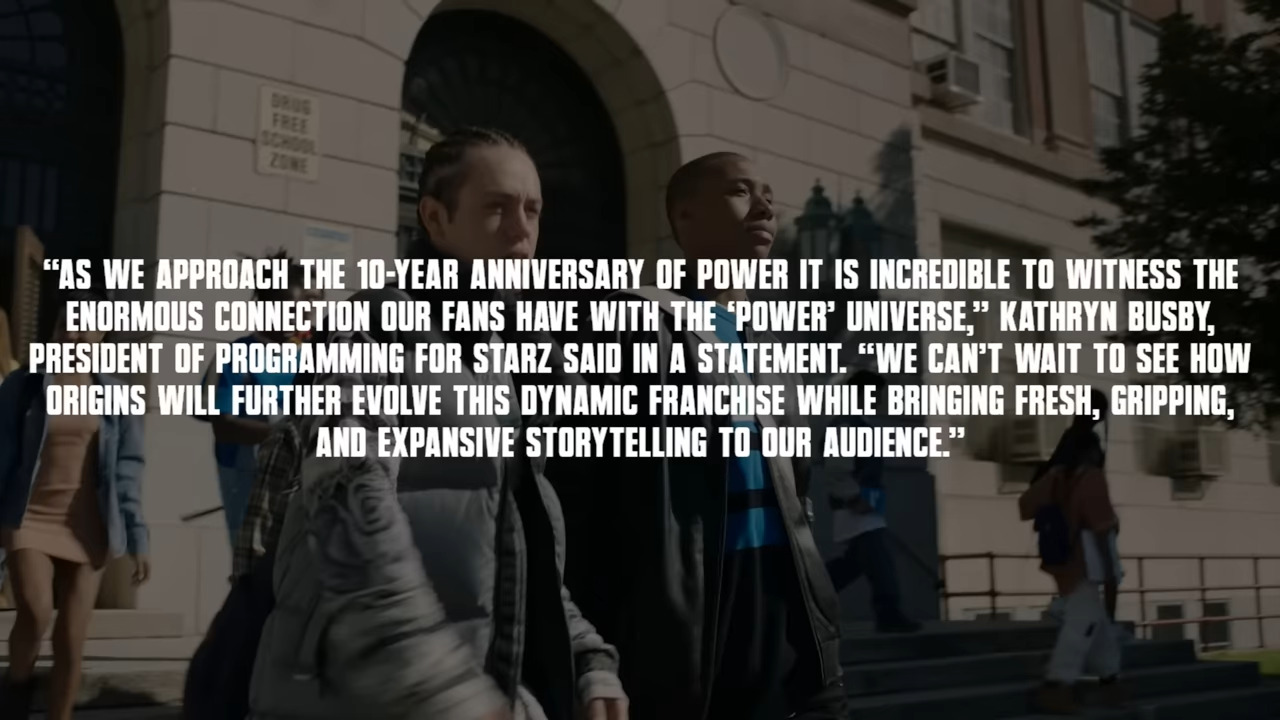 DRUG
FREE
SCHOOL
ZONE
“AS WE APPROACH THE 10-YEAR ANNIVERSARY OF POWER IT IS INCREDIBLE TO WITNESS THE
ENORMOUS CONNECTION OUR FANS HAVE WITH THE ‘POWER’ UNIVERSE,” KATHRYN BUSBY,
PRESIDENT OF PROGRAMMING FOR STARZ SAID IN A STATEMENT. “WE CAN’T WAIT TO SEE HOW
ORIGINS WILL FURTHER EVOLVE THIS DYNAMIC FRANCHISE WHILE BRINGING FRESH, GRIPPING,
AND EXPANSIVE STORYTELLING TO OUR AUDIENCE.”